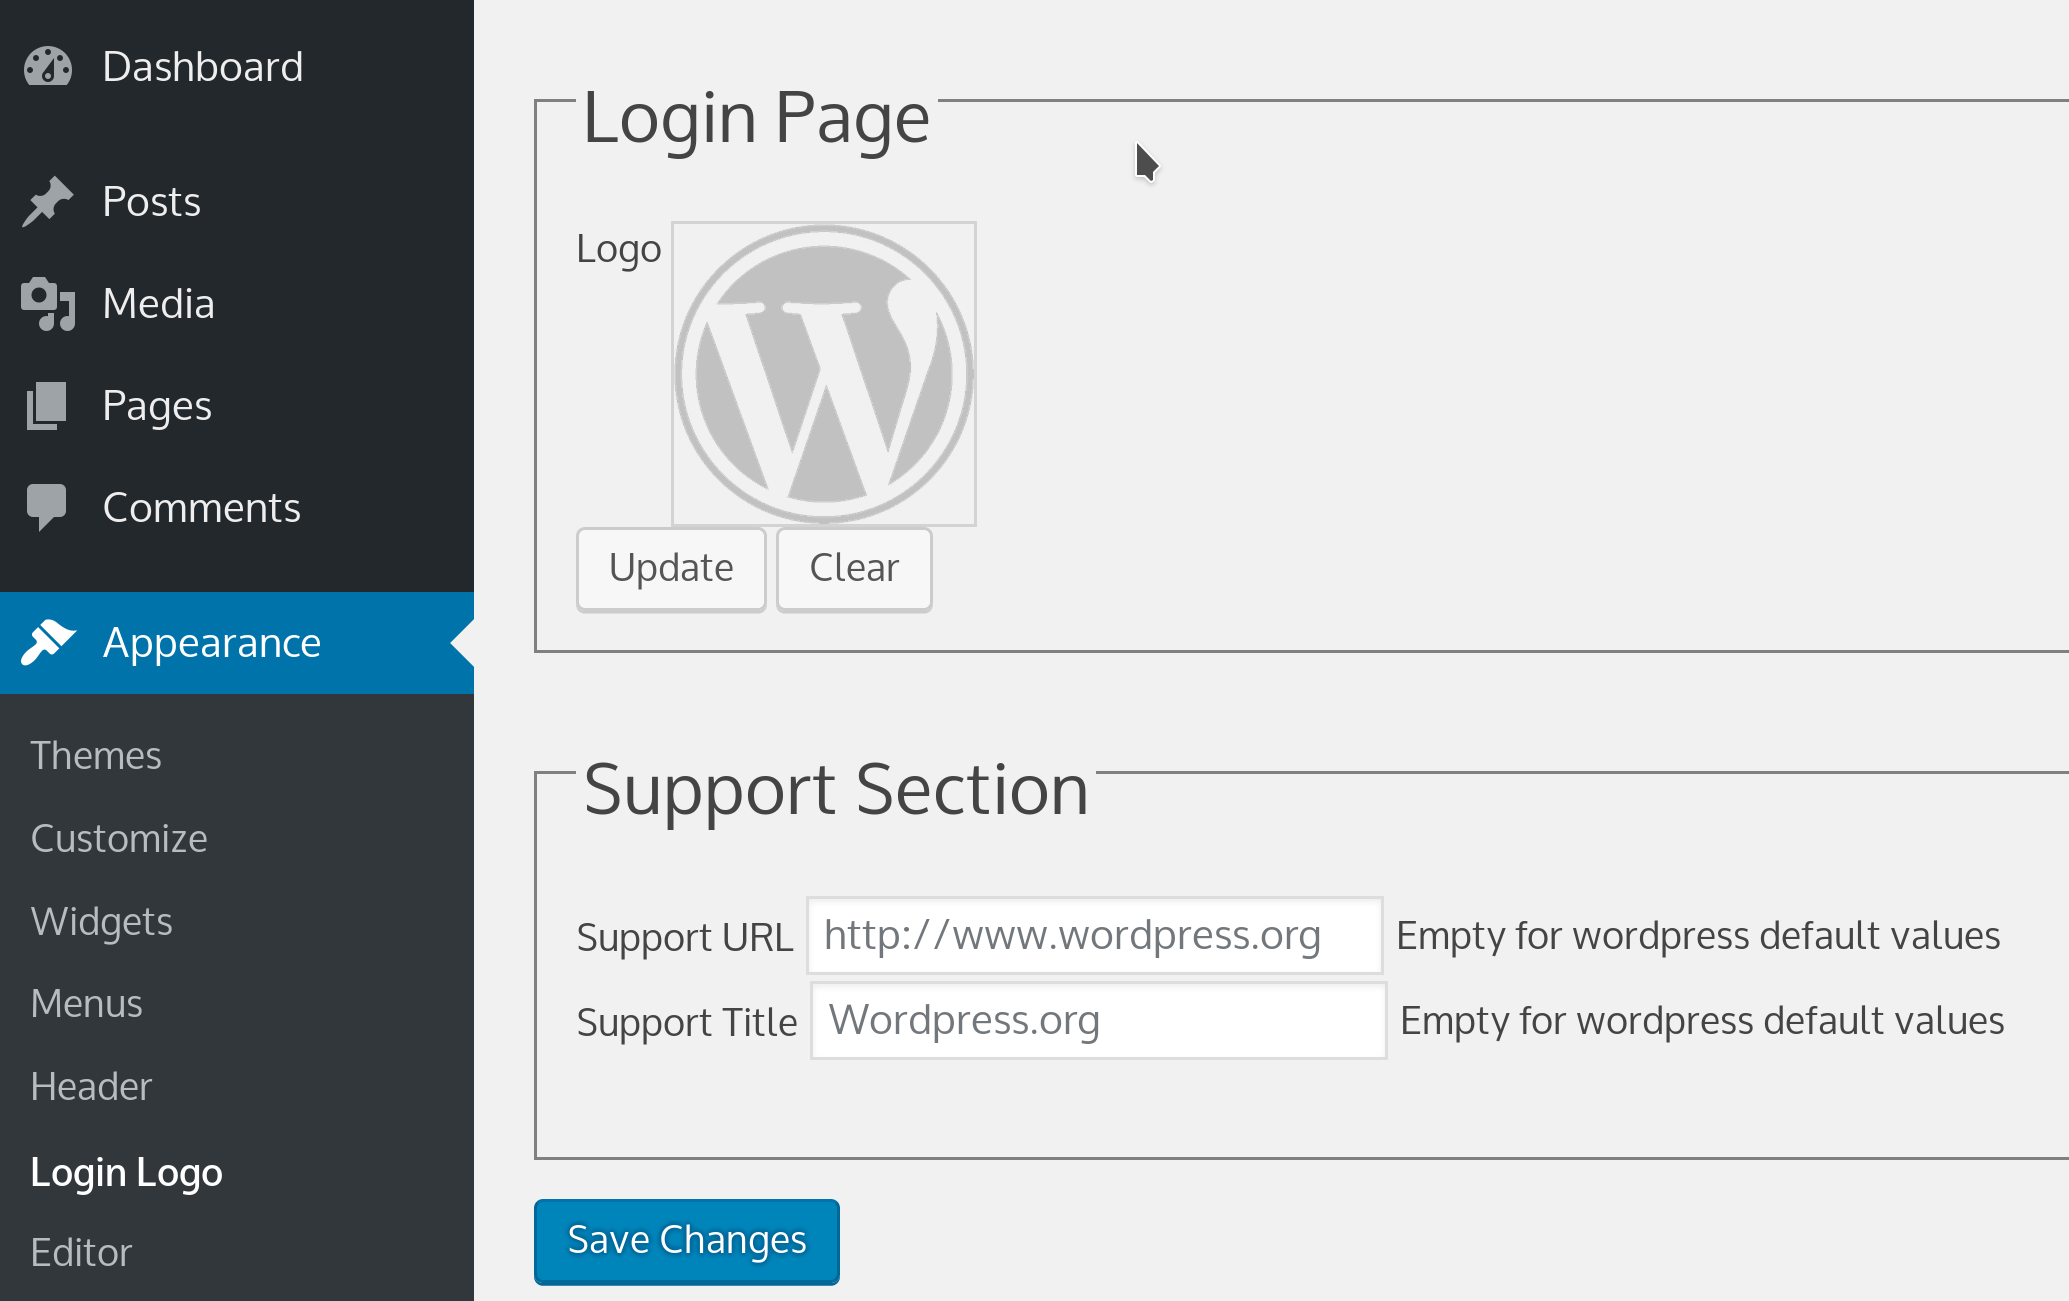 Dashboard
Posts
Media
Pages
Comments
Appearance
Themes
Customize
Widgets
Menus
Header
Login Logo
Editor
Login Page
Logo
Update Clear
Support Section
Support URL http://www.wordpress.org Empty for wordpress default values
Support Title Wordpress.org Empty for wordpress default values
Save Changes